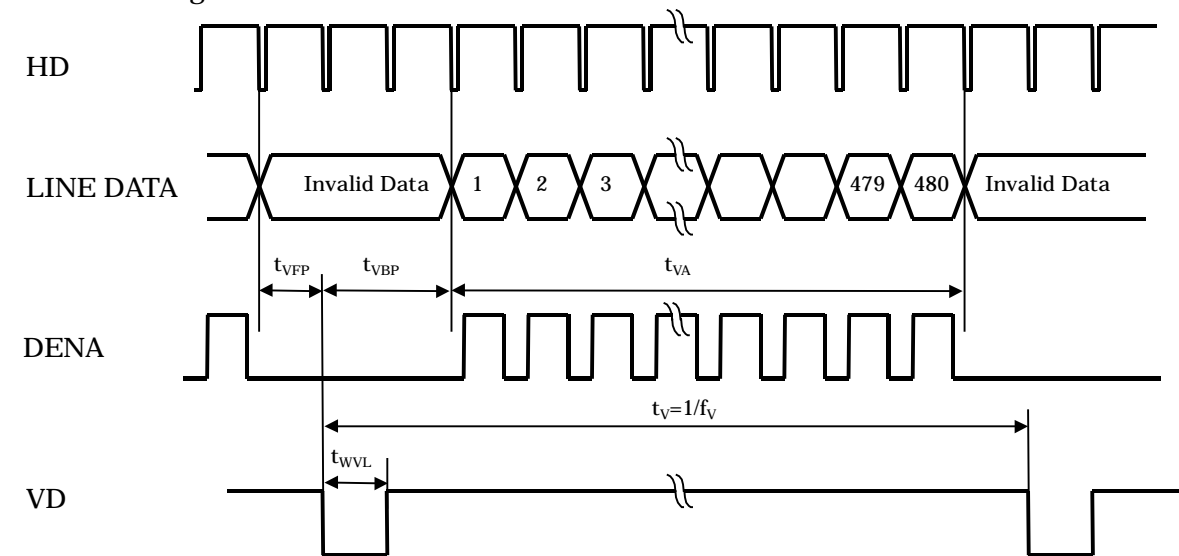 HD
LINE DATA
Invalid Data
1
2
3
479
480
Invalid Data
tVFP
tVBP
tVA
DENA
tV=1/fV
tWVL
VD